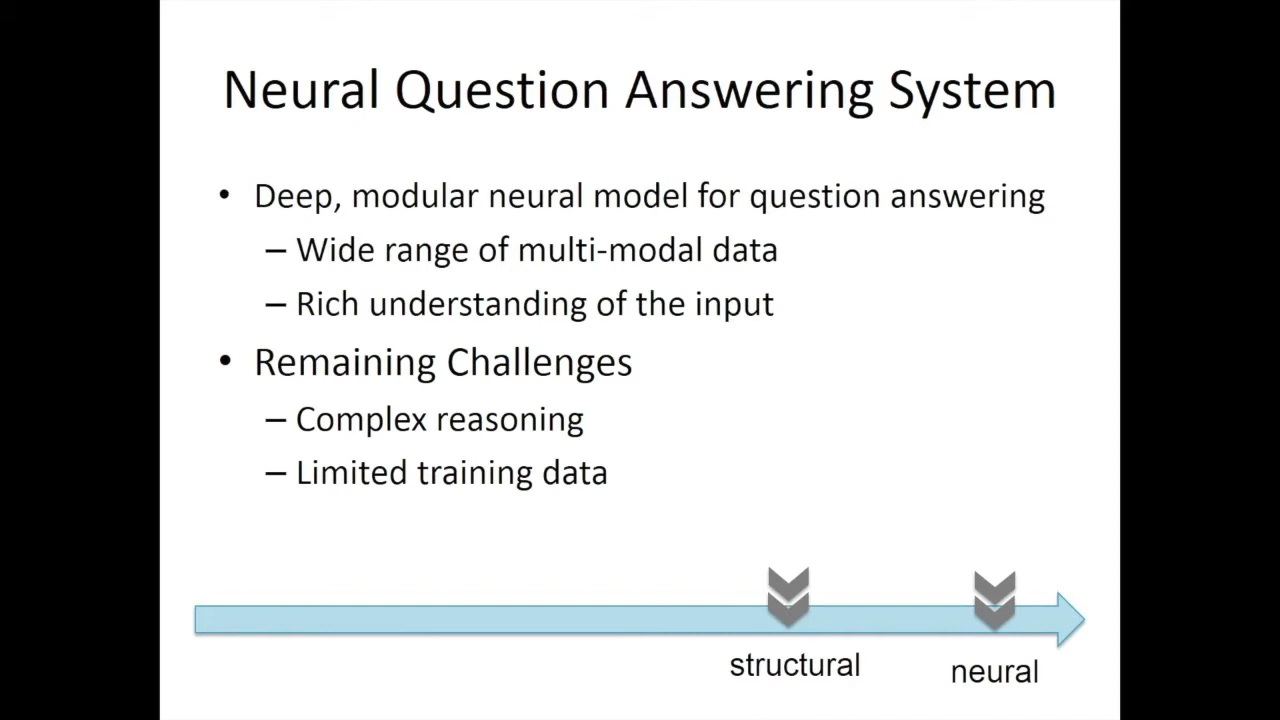 Neural Question Answering System
• Deep, modular neural model for question answering
– Wide range of multi-modal data
– Rich understanding of the input
• Remaining Challenges
– Complex reasoning
– Limited training data
structural
neural